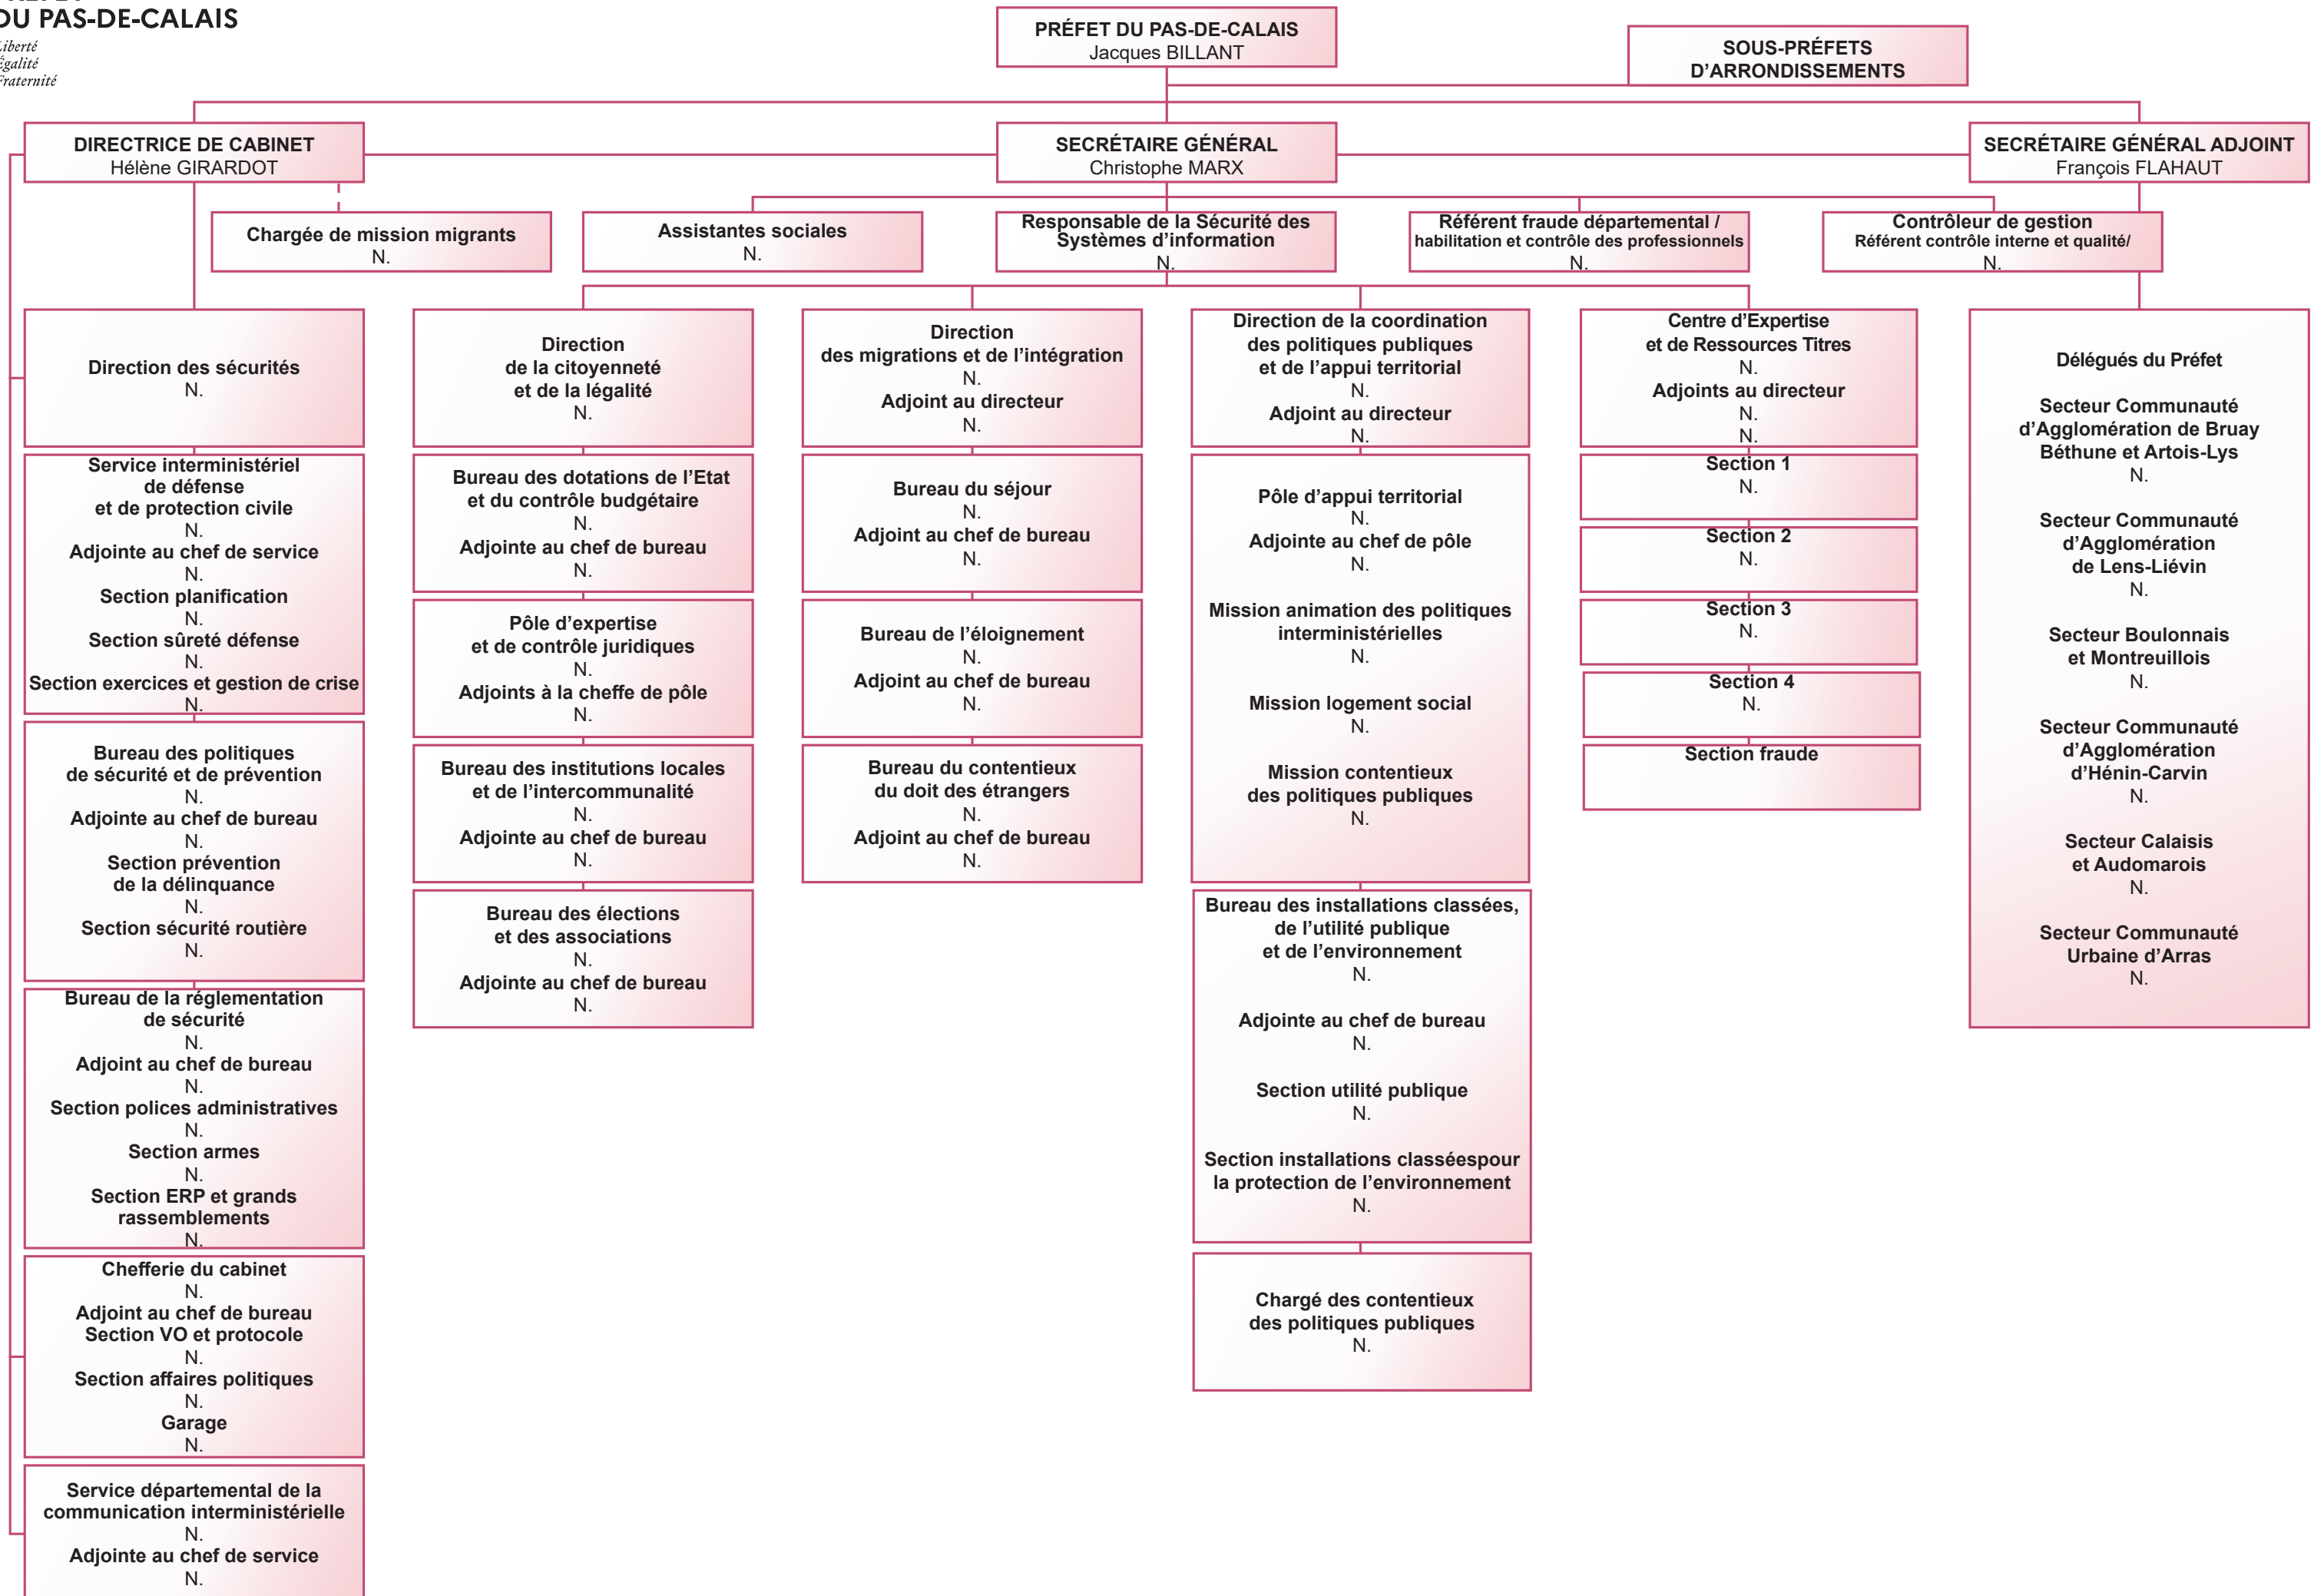 DU PAS-DE-CALAIS
Liberté
Égalité
Fraternité
PRÉFET DU PAS-DE-CALAIS
Jacques BILLANT
SOUS-PRÉFETS
D'ARRONDISSEMENTS
DIRECTRICE DE CABINET
Hélène GIRARDOT
SECRÉTAIRE GÉNÉRAL
Christophe MARX
SECRÉTAIRE GÉNÉRAL ADJOINT
François FLAHAUT
Chargée de mission migrants
N.
Assistantes sociales
N.
Responsable de la Sécurité des
Systèmes d'information
N.
Référent fraude départemental /
habilitation et contrôle des professionnels
N.
Contrôleur de gestion
Référent contrôle interne et qualité/
N.
Direction des sécurités
N.
Service interministériel
de défense
et de protection civile
N.
Adjointe au chef de service
N.
Section planification
N.
Section sûreté défense
N.
Section exercices et gestion de crise
N.
Bureau des politiques
de sécurité et de prévention
N.
Adjointe au chef de bureau
N.
Section prévention
de la délinquance
N.
Section sécurité routière
N.
Bureau de la réglementation
de sécurité
N.
Adjoint au chef de bureau
N.
Section polices administratives
N.
Section armes
N.
Section ERP et grands
rassemblements
N.
Chefferie du cabinet
N.
Adjoint au chef de bureau
Section VO et protocole
N.
Section affaires politiques
N.
Garage
N.
Service départemental de la
communication interministérielle
N.
Adjointe au chef de service
N.
Direction
de la citoyenneté
et de la légalité
N.
Bureau des dotations de l'Etat
et du contrôle budgétaire
N.
Adjointe au chef de bureau
N.
Pôle d'expertise
et de contrôle juridiques
N.
Adjoints à la cheffe de pôle
N.
Bureau des institutions locales
et de l'intercommunalité
N.
Adjointe au chef de bureau
N.
Bureau des élections
et des associations
N.
Adjointe au chef de bureau
N.
Direction
des migrations et de l'intégration
N.
Adjoint au directeur
N.
Bureau du séjour
N.
Adjoint au chef de bureau
N.
Bureau de l'éloignement
N.
Adjoint au chef de bureau
N.
Bureau du contentieux
du doit des étrangers
N.
Adjoint au chef de bureau
N.
Direction de la coordination
des politiques publiques
et de l'appui territorial
N.
Adjoint au directeur
N.
Pôle d'appui territorial
N.
Adjointe au chef de pôle
N.
Mission animation des politiques
interministérielles
N.
Mission logement social
N.
Mission contentieux
des politiques publiques
N.
Bureau des installations classées,
de l'utilité publique
et de l'environnement
N.
Adjointe au chef de bureau
N.
Section utilité publique
N.
Section installations classéespour
la protection de l'environnement
N.
Chargé des contentieux
des politiques publiques
N.
Centre d'Expertise
et de Ressources Titres
N.
Adjoints au directeur
N.
N.
Section 1
N.
Section 2
N.
Section 3
N.
Section 4
N.
Section fraude
Délégués du Préfet
Secteur Communauté
d'Agglomération de Bruay
Béthune et Artois-Lys
N.
Secteur Communauté
d'Agglomération
de Lens-Liévin
N.
Secteur Boulonnais
et Montreuillois
N.
Secteur Communauté
d'Agglomération
d'Hénin-Carvin
N.
Secteur Calaisis
et Audomarois
N.
Secteur Communauté
Urbaine d'Arras
N.